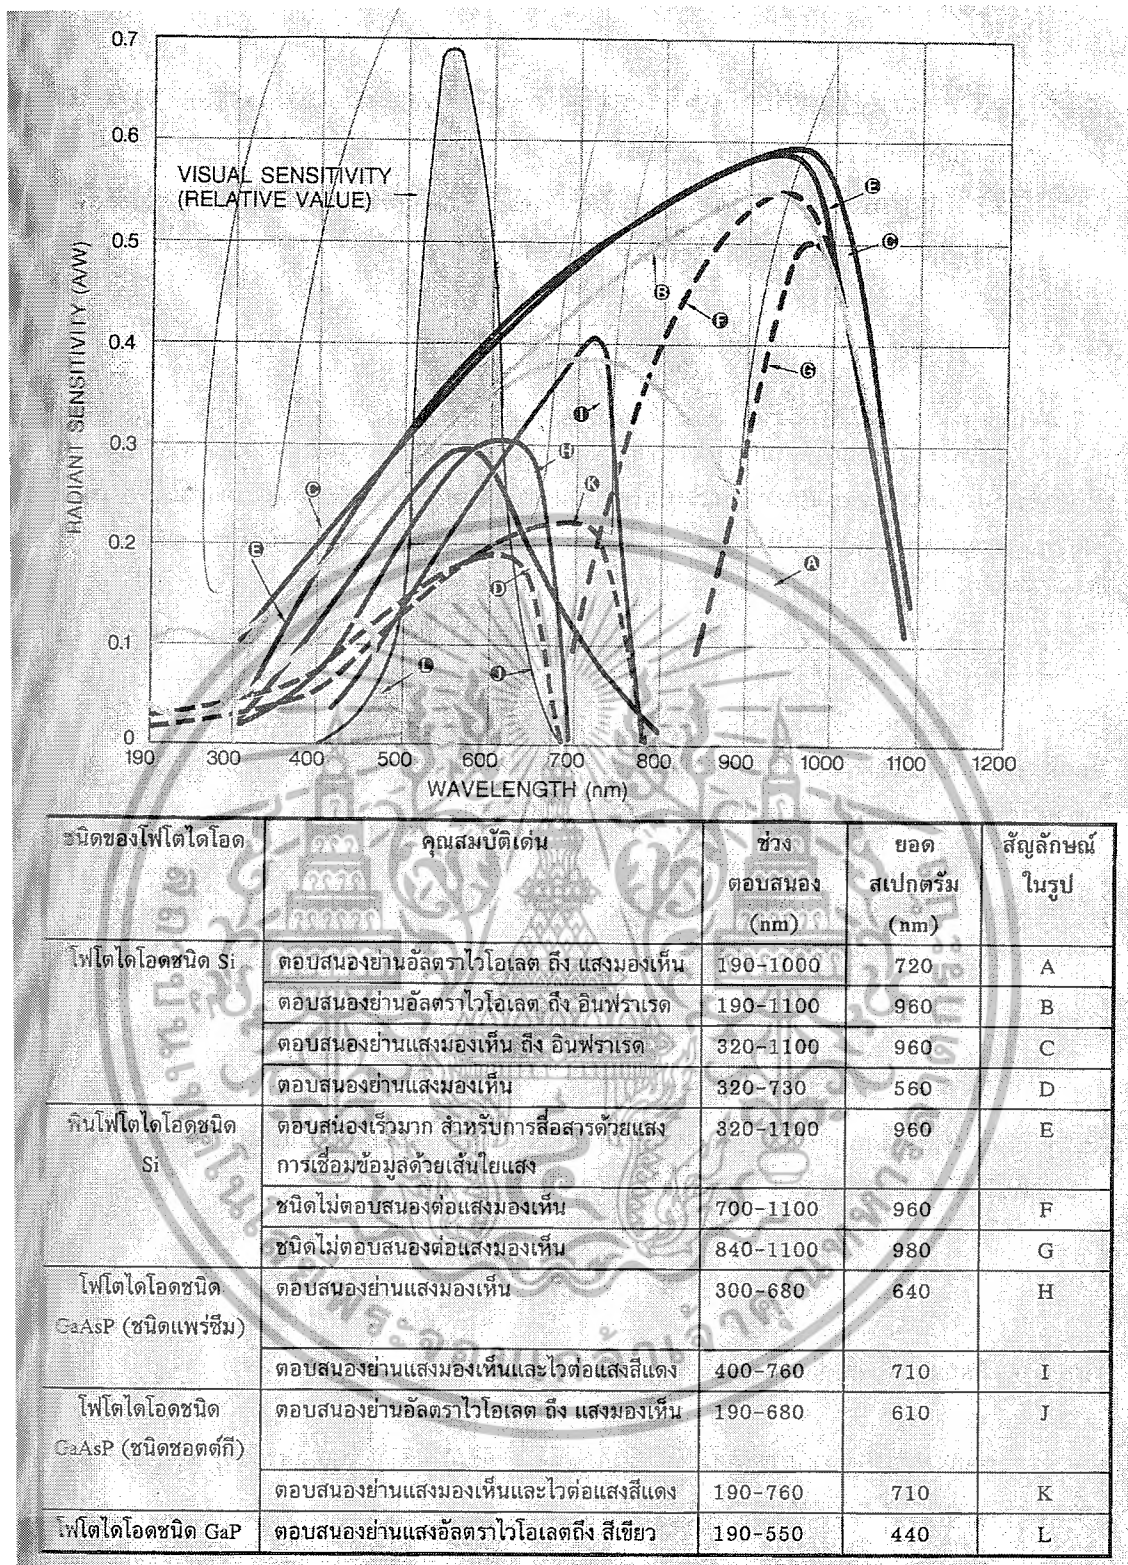 0.7
0.6
0.5
0.4
0.3
0.2
0.1
0
RADIANT SENSITIVITY (A/W)
VISUAL SENSITIVITY
(RELATIVE VALUE)
E
C
B
F
G
I
H
K
C
E
A
D
L
J
190 300 400 500 600 700 800 900 1000 1100 1200
WAVELENGTH (nm)
ชนิดของโฟโตไดโอด คุณสมบัติเด่น ช่วง ยอด สัญลักษณ์
ตอบสนอง สเปกตรัม ในรูป
(nm) (nm)
โฟโตไดโอดชนิด Si ตอบสนองย่านอัลตราไวโอเลต ถึง แสงมองเห็น 190-1000 720 A
ตอบสนองย่านอัลตราไวโอเลต ถึง อินฟราเรด 190-1100 960 B
ตอบสนองย่านแสงมองเห็น ถึง อินฟราเรด 320-1100 960 C
ตอบสนองย่านแสงมองเห็น 320-730 560 D
พินโฟโตไดโอดชนิด ตอบสนองเร็วมาก สำหรับการสื่อสารด้วยแสง 320-1100 960 E
Si การเชื่อมข้อมูลด้วยเส้นใยแสง
ชนิดไม่ตอบสนองต่อแสงมองเห็น 700-1100 960 F
ชนิดไม่ตอบสนองต่อแสงมองเห็น 840-1100 980 G
โฟโตไดโอดชนิด ตอบสนองย่านแสงมองเห็น 300-680 640 H
GaAsP (ชนิดแพร่ซึม)
ตอบสนองย่านแสงมองเห็นและไวต่อแสงสีแดง 400-760 710 I
โฟโตไดโอดชนิด ตอบสนองย่านอัลตราไวโอเลต ถึง แสงมองเห็น 190-680 610 J
GaAsP (ชนิดชอตต์กี)
ตอบสนองย่านแสงมองเห็นและไวต่อแสงสีแดง 190-760 710 K
โฟโตไดโอดชนิด GaP ตอบสนองย่านแสงอัลตราไวโอเลตถึง สีเขียว 190-550 440 L